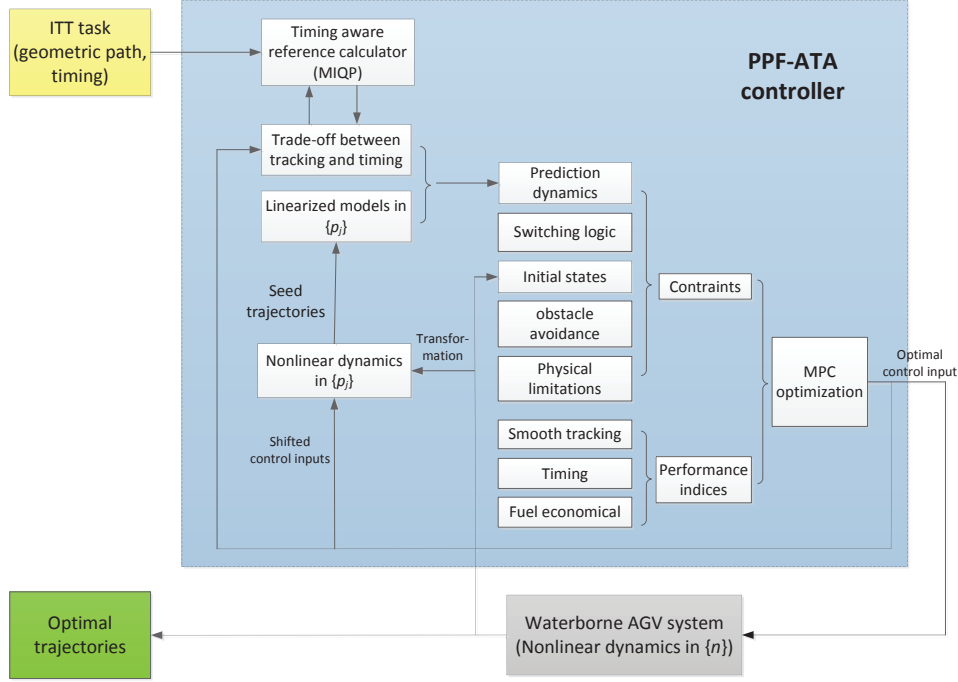 ITT task
(geometric path,
timing)
Timing aware
reference calculator
(MIQP)
PPF-ATA
controller
Trade-off between
tracking and timing
Linearized models in
{pj}
Seed
trajectories
Nonlinear dynamics
in {pj}
Transfor-
mation
Shifted
control inputs
Prediction
dynamics
Switching logic
Initial states
obstacle
avoidance
Physical
limitations
Smooth tracking
Timing
Fuel economical
Contraints
Performance
indices
MPC
optimization
Optimal
control input
Optimal
trajectories
Waterborne AGV system
(Nonlinear dynamics in {n})